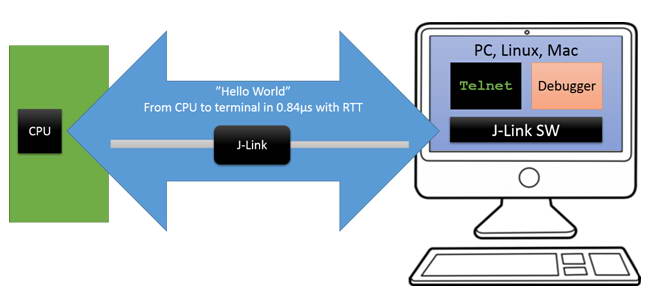 PC, Linux, Mac
Telnet
Debugger
J-Link SW
"Hello World"
From CPU to terminal in 0.84µs with RTT
CPU
J-Link